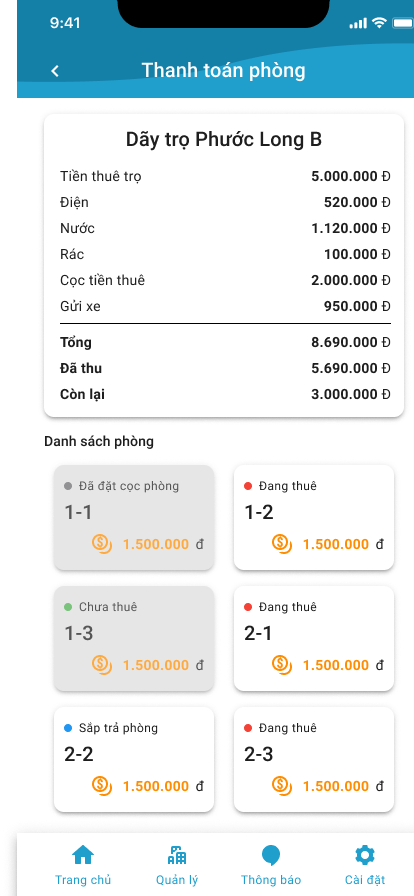 9:41
Thanh toán phòng
Dãy trọ Phước Long B
Tiền thuê trọ 5.000.000 Đ
Điện 520.000 Đ
Nước 1.120.000 Đ
Rác 100.000 Đ
Cọc tiền thuê 2.000.000 Đ
Gửi xe 950.000 Đ
Tổng 8.690.000 Đ
Đã thu 5.690.000 Đ
Còn lại 3.000.000 Đ
Danh sách phòng
Đã đặt cọc phòng
1-1
1.500.000 đ
Đang thuê
1-2
1.500.000 đ
Chưa thuê
1-3
1.500.000 đ
Đang thuê
2-1
1.500.000 đ
Sắp trả phòng
2-2
1.500.000 đ
Đang thuê
2-3
1.500.000 đ
Trang chủ Quản lý Thông báo Cài đặt